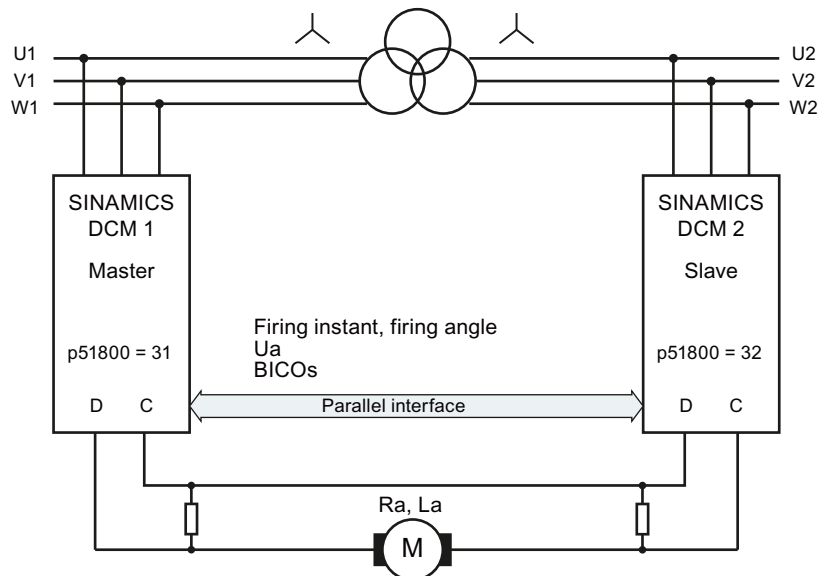 U1
V1
W1
U2
V2
W2
SINAMICS
DCM 1
Master
p51800 = 31
D C
SINAMICS
DCM 2
Slave
p51800 = 32
D C
Firing instant, firing angle
Ua
BICOs
Parallel interface
Ra, La
M